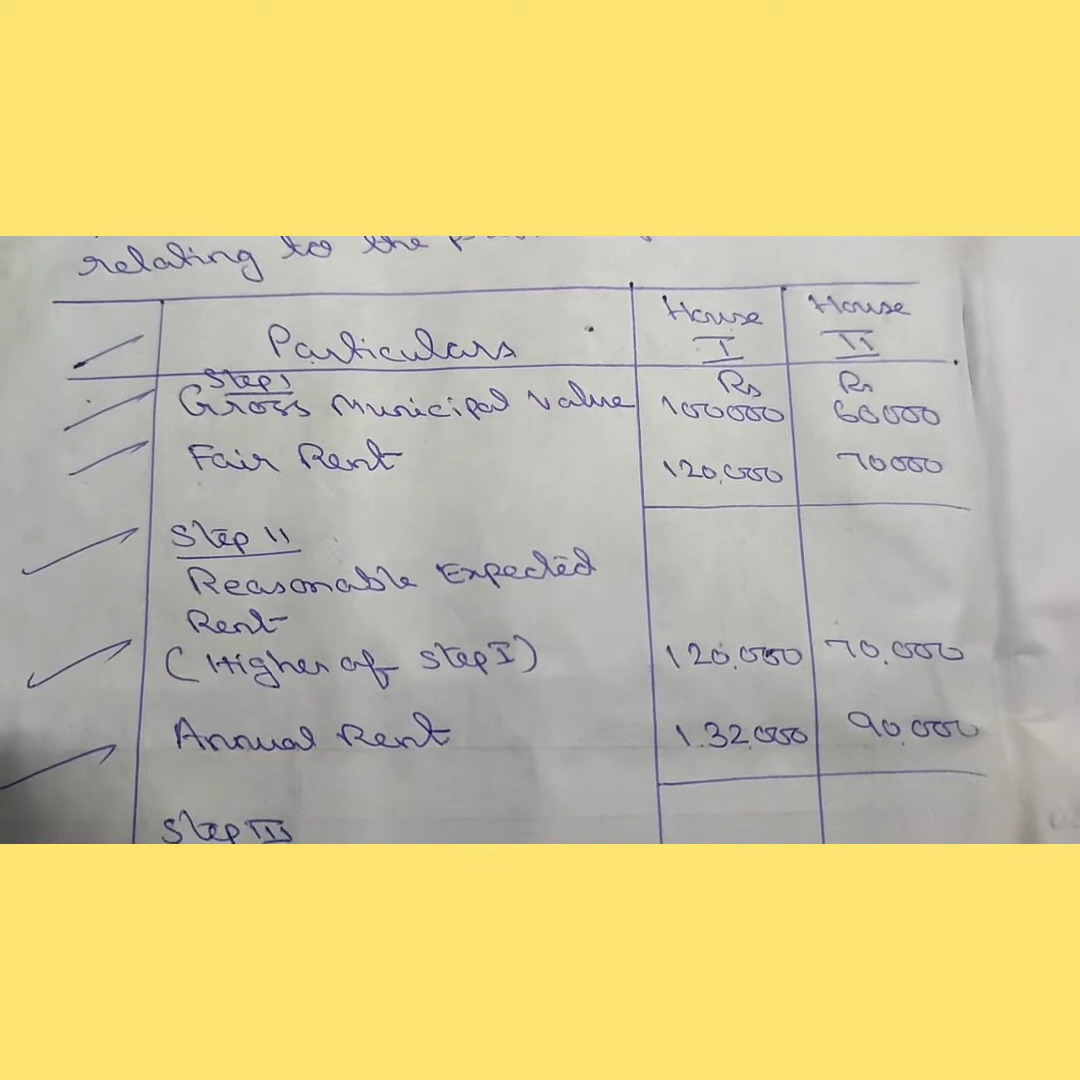 relating to the
Particulars House I House II
Step I Rs Rs
Gross Municipal Value 100000 60000
Fair Rent 120,000 70000
Step II
Reasonable Expected
Rent
(Higher of Step I) 120,000 70,000
Annual Rent 1.32,000 90,000
Step III